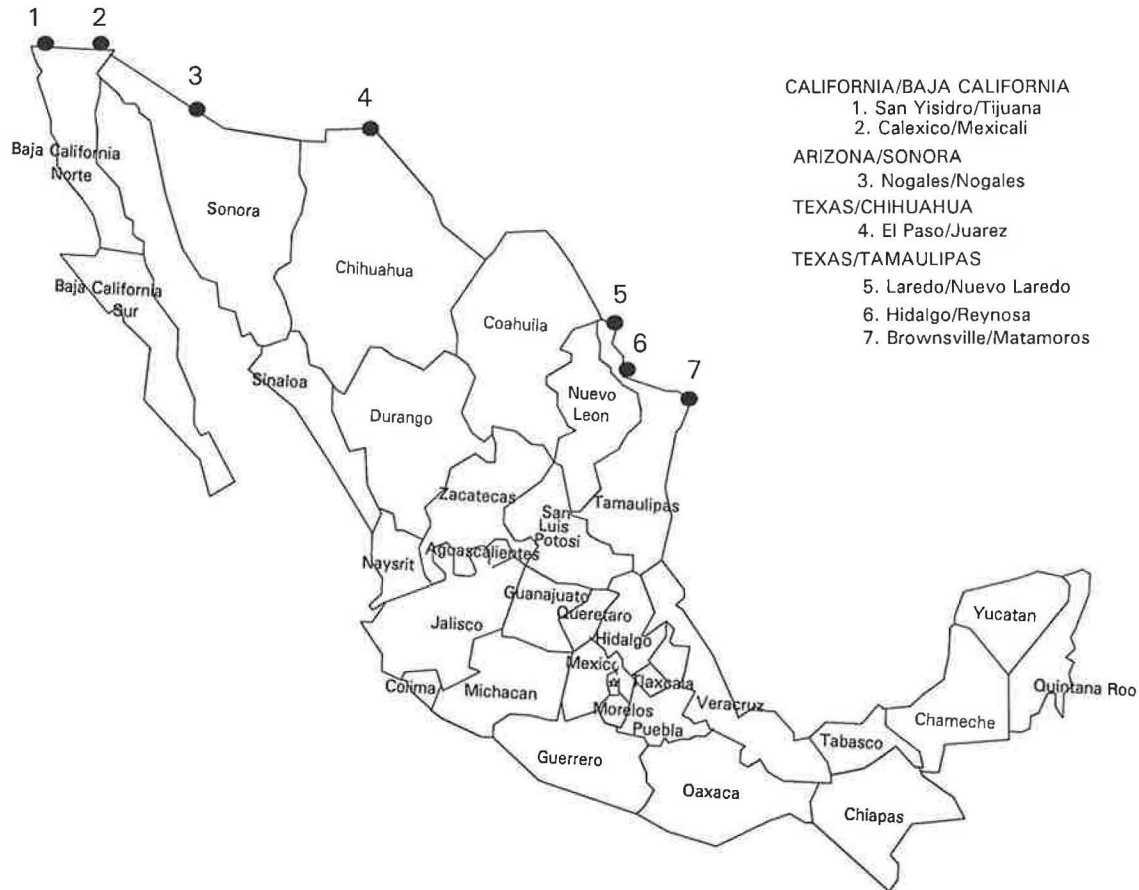 1
2
3
4
CALIFORNIA/BAJA CALIFORNIA
1. San Yisidro/Tijuana
2. Calexico/Mexicali
ARIZONA/SONORA
3. Nogales/Nogales
TEXAS/CHIHUAHUA
4. El Paso/Juarez
TEXAS/TAMAULIPAS
5. Laredo/Nuevo Laredo
6. Hidalgo/Reynosa
7. Brownsville/Matamoros
Baja California
Norte
Sonora
Chihuahua
Baja California
Sur
Coahuila
5
6
7
Sinaloa
Durango
Nuevo
Leon
Zacatecas
San
Luis
Potosi
Tamaulipas
Naysrit
Aguascalientes
Guanajuato
Queretaro
Jalisco
Hidalgo
Yucatan
Mexico
Colima
Michacan
Tlaxcala
Veracruz
Quintana Roo
Morelos
Puebla
Chameche
Tabasco
Guerrero
Oaxaca
Chiapas